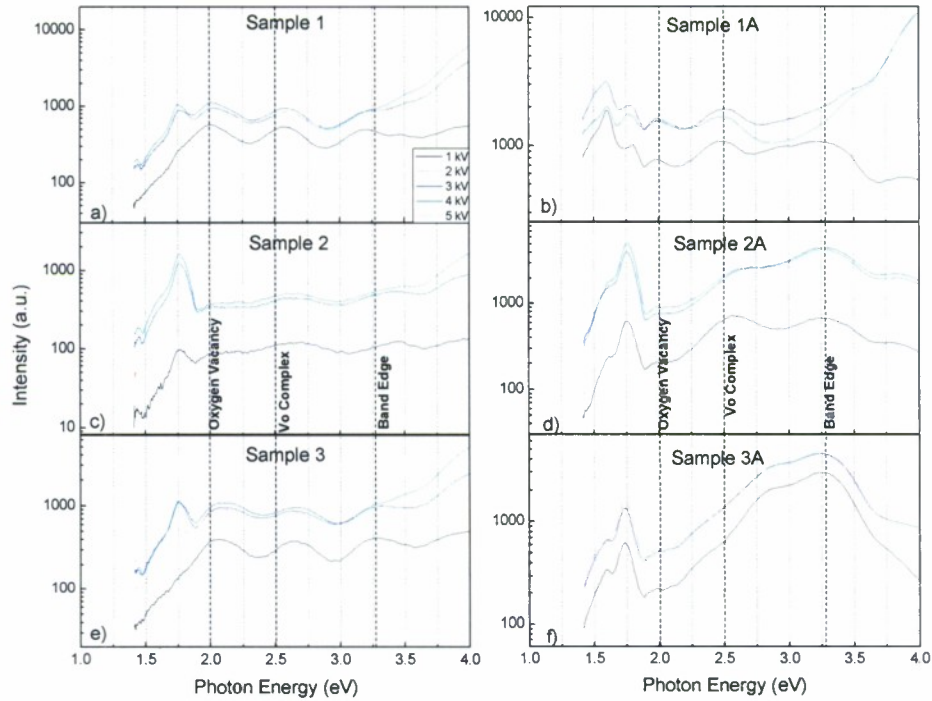 Sample 1
10000
1000
100
a)
1 kV
2 kV
3 kV
4 kV
5 kV
Sample 1A
10000
1000
b)
Sample 2
1000
100
10
c)
Oxygen Vacancy
Vo Complex
Band Edge
Sample 2A
1000
100
d)
Oxygen Vacancy
Vo Complex
Band Edge
Sample 3
1000
100
e)
Sample 3A
1000
100
f)
Intensity (a.u.)
1.0 1.5 2.0 2.5 3.0 3.5 4.0
1.0 1.5 2.0 2.5 3.0 3.5 4.0
Photon Energy (eV)
Photon Energy (eV)